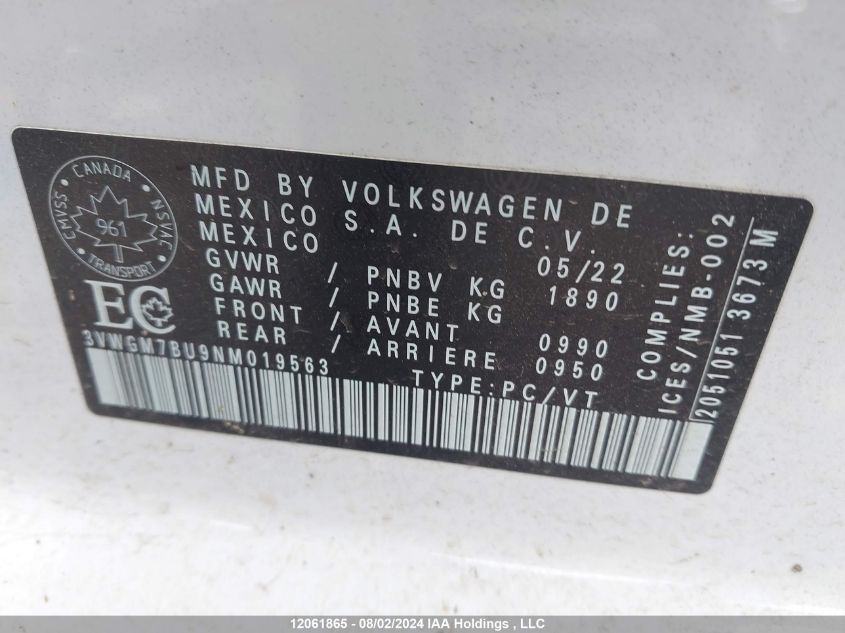 CANADA
CMVSS NSVAC
961
TRANSPORT
EC
MFD BY VOLKSWAGEN DE
MEXICO S.A. DE C.V.
MEXICO 05/22
GVWR / PNBV KG 1890
GAWR / PNBE KG
FRONT / AVANT 0990
REAR / ARRIERE 0950
3VWGM7BU9NM019563 TYPE:PC/VT
COMPLIES:
ICES/NMB-002
2051051 3673 M
12061865 - 08/02/2024 IAA Holdings , LLC